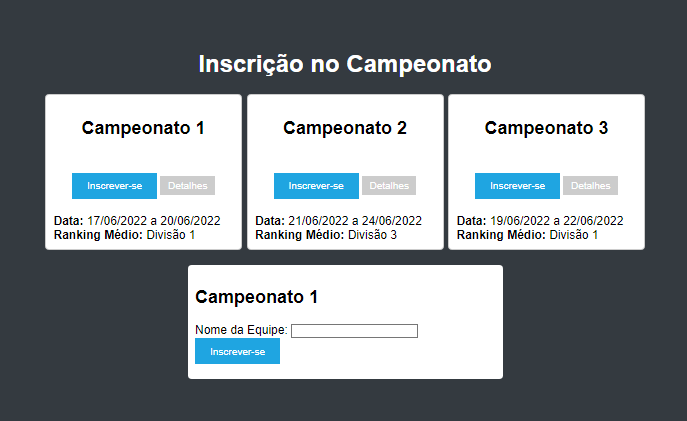 Inscrição no Campeonato
Campeonato 1
Inscrever-se Detalhes
Data: 17/06/2022 a 20/06/2022
Ranking Médio: Divisão 1
Campeonato 2
Inscrever-se Detalhes
Data: 21/06/2022 a 24/06/2022
Ranking Médio: Divisão 3
Campeonato 3
Inscrever-se Detalhes
Data: 19/06/2022 a 22/06/2022
Ranking Médio: Divisão 1
Campeonato 1
Nome da Equipe:
Inscrever-se